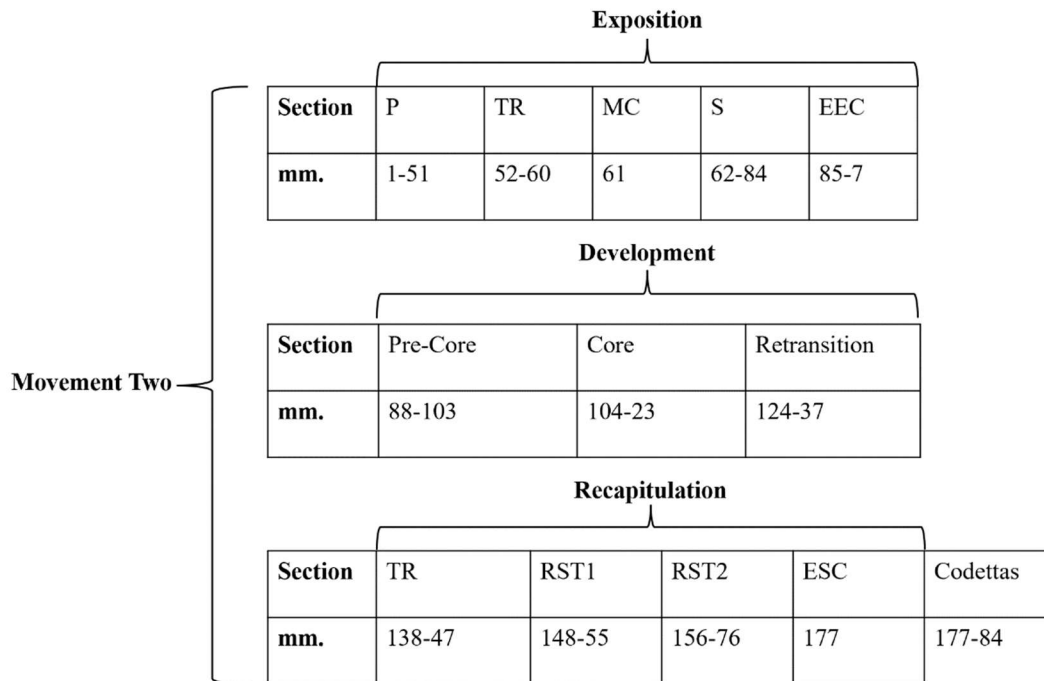 Exposition
Section P TR MC S EEC
mm. 1-51 52-60 61 62-84 85-7
Development
Section Pre-Core Core Retransition
Movement Two
mm. 88-103 104-23 124-37
Recapitulation
Section TR RST1 RST2 ESC Codettas
mm. 138-47 148-55 156-76 177 177-84